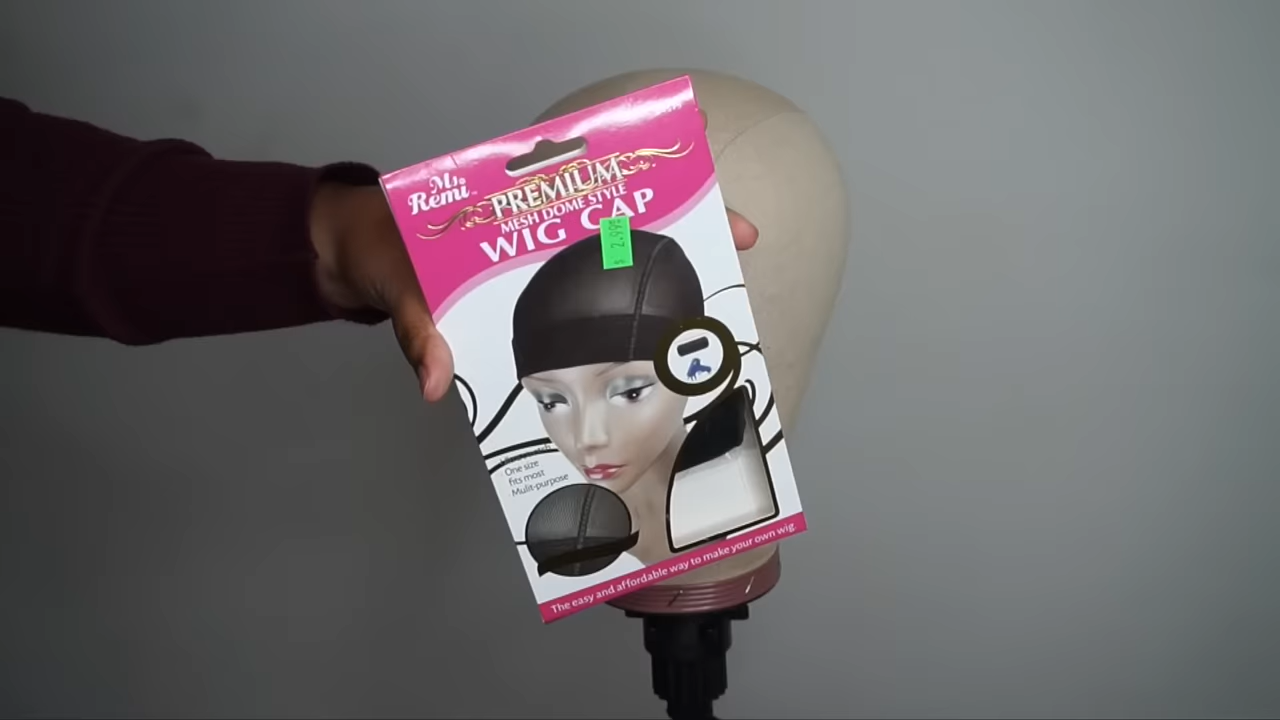 Ms.
Remi
PREMIUM
MESH DOME STYLE
WIG CAP
$ 2.99
One size
fits most
Mulit-purpose
The easy and affordable way to make your own wig.